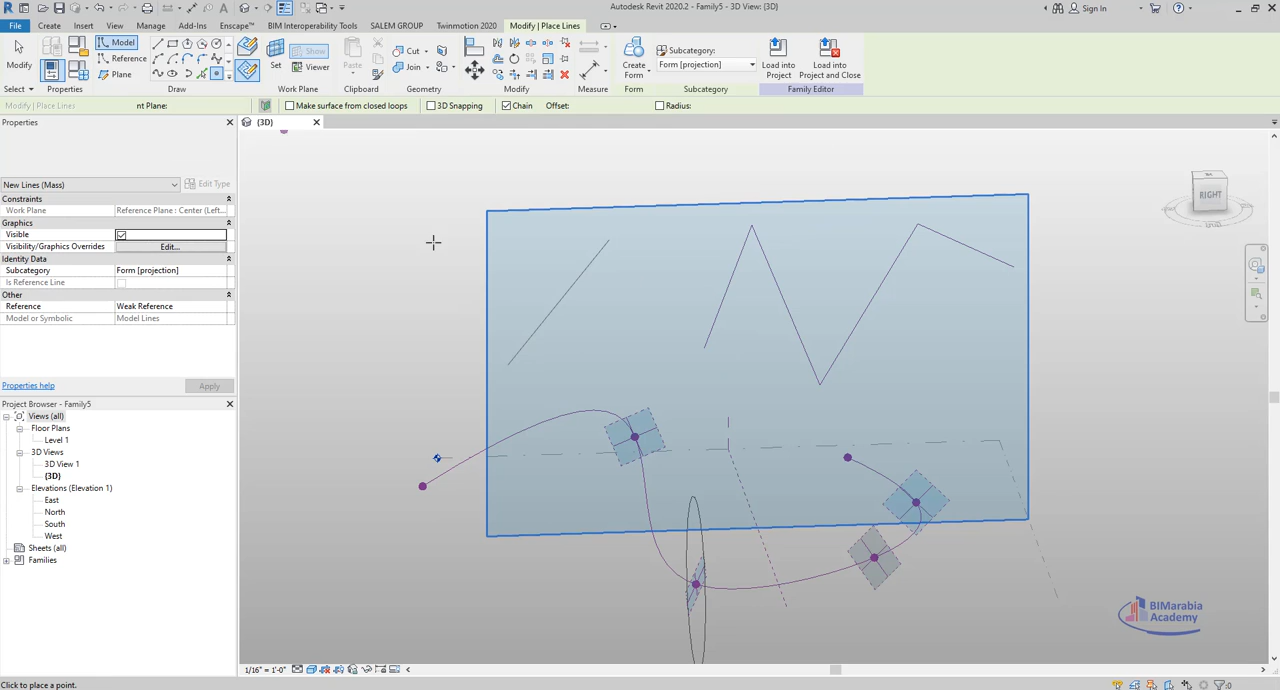 Autodesk Revit 2020.2 - Family5 - 3D View: {3D}
Sign In
File Create Insert View Manage Add-Ins Enscape™ BIM Interoperability Tools SALEM GROUP Twinmotion 2020 Modify | Place Lines
Modify
Model
Reference
Plane
Set
Show
Viewer
Paste
Cut
Join
Create
Form
Subcategory:
Form [projection]
Load into
Project
Load into
Project and Close
Select Properties Draw Work Plane Clipboard Geometry Modify Measure Form Subcategory Family Editor
Modify | Place Lines nt Plane: Make surface from closed loops 3D Snapping Chain Offset: Radius:
Properties
{3D}
New Lines (Mass) Edit Type
Constraints
Work Plane Reference Plane : Center (Left...
Graphics
Visible
Visibility/Graphics Overrides Edit...
Identity Data
Subcategory Form [projection]
Is Reference Line
Other
Reference Weak Reference
Model or Symbolic Model Lines
Properties help Apply
Project Browser - Family5
Views (all)
Floor Plans
Level 1
3D Views
3D View 1
{3D}
Elevations (Elevation 1)
East
North
South
West
Sheets (all)
Families
RIGHT
BIMarabia
Academy
1/16" = 1'-0"
Click to place a point.
:0